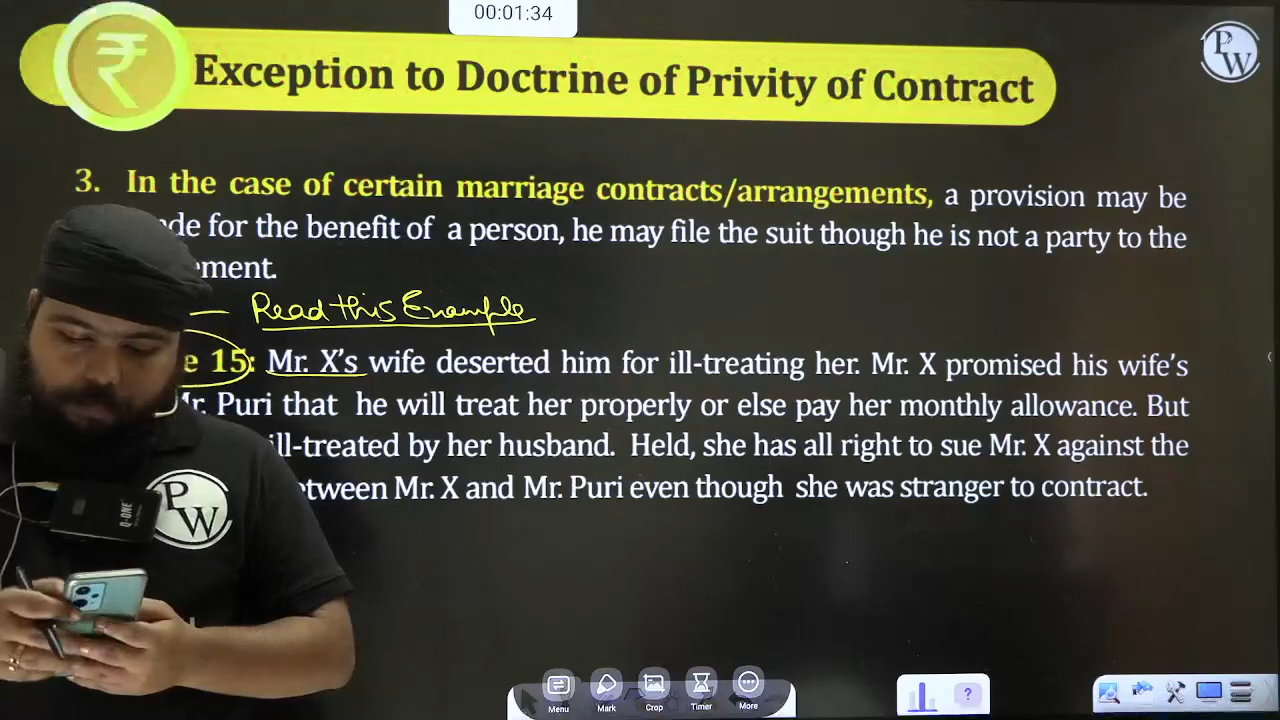 00:01:34
₹
Exception to Doctrine of Privity of Contract
PW
3. In the case of certain marriage contracts/arrangements, a provision may be
de for the benefit of a person, he may file the suit though he is not a party to the
ement.
Read this Example
e 15: Mr. X's wife deserted him for ill-treating her. Mr. X promised his wife's
Mr. Puri that he will treat her properly or else pay her monthly allowance. But
ill-treated by her husband. Held, she has all right to sue Mr. X against the
tween Mr. X and Mr. Puri even though she was stranger to contract.
PW
Q-ONE
Menu Mark Crop Timer More
?